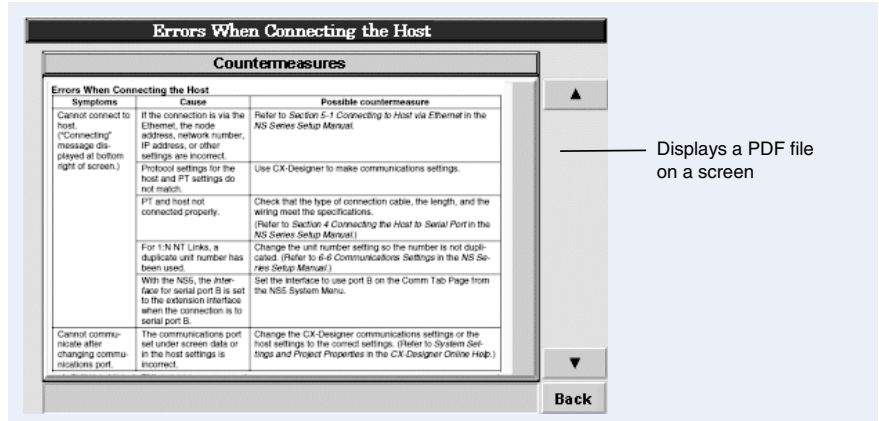 Errors When Connecting the Host
Countermeasures
Errors When Connecting the Host
Symptoms Cause Possible countermeasure
Cannot connect to
host.
("Connecting"
message dis-
played at bottom
right of screen.)
If the connection is via the
Ethernet, the node
address, network number,
IP address, or other
settings are incorrect.
Refer to Section 5-1 Connecting to Host via Ethernet in the
NS Series Setup Manual.
Protocol settings for the
host and PT settings do
not match.
Use CX-Designer to make communications settings.
PT and host not
connected properly.
Check that the type of connection cable, the length, and the
wiring meet the specifications.
(Refer to Section 4 Connecting the Host to Serial Port in the
NS Series Setup Manual.)
For 1:N NT Links, a
duplicate unit number has
been used.
Change the unit number setting so the number is not dupli-
cated. (Refer to 6-6 Communications Settings in the NS Se-
ries Setup Manual.)
With the NS5, the Inter-
face for serial port B is set
to the extension interface
when the connection is to
serial port B.
Set the interface to use port B on the Comm Tab Page from
the NS5 System Menu.
Cannot commu-
nicate after
changing commu-
nications port.
The communications port
set under screen data or
in the host settings is
incorrect.
Change the CX-Designer communications settings or the
host settings to the correct settings. (Refer to System Set-
tings and Project Properties in the CX-Designer Online Help.)
▲
▼
Back
Displays a PDF file
on a screen